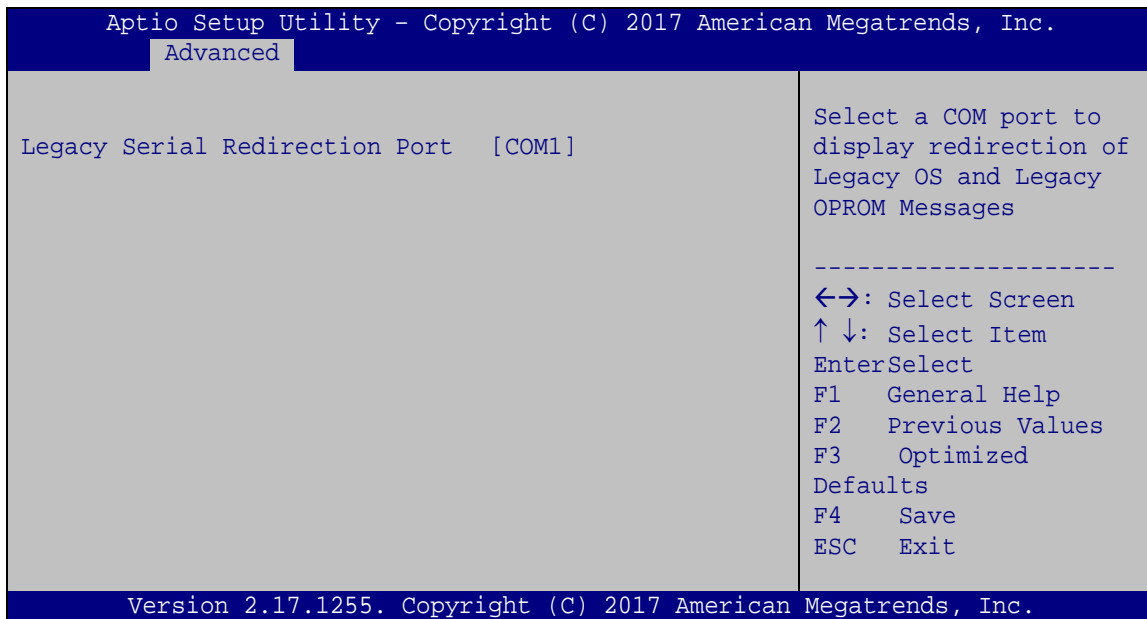 Aptio Setup Utility – Copyright (C) 2017 American Megatrends, Inc.
Advanced
Legacy Serial Redirection Port [COM1]
Select a COM port to
display redirection of
Legacy OS and Legacy
OPROM Messages
---------------------
←→: Select Screen
↑ ↓: Select Item
EnterSelect
F1 General Help
F2 Previous Values
F3 Optimized
Defaults
F4 Save
ESC Exit
Version 2.17.1255. Copyright (C) 2017 American Megatrends, Inc.